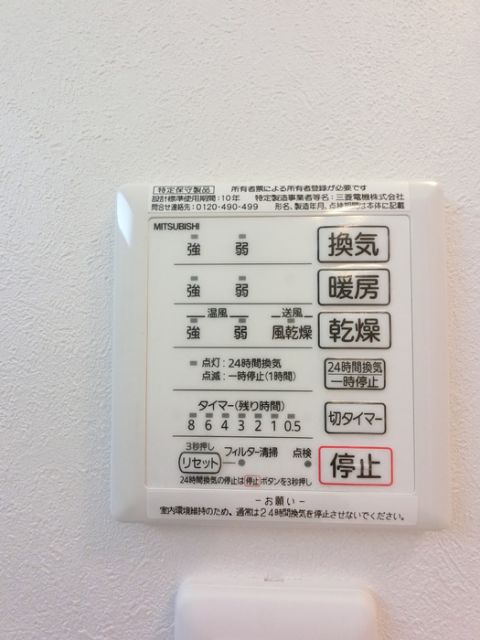 特定保守製品 所有者票による所有者登録が必要です
設計標準使用期間:10年 特定製造事業者等名:三菱電機株式会社
問合せ連絡先:0120-490-499 形名、製造年月、点検期間は本体に記載
MITSUBISHI
強 弱 換気
強 弱 暖房
温風 送風
強 弱 風乾燥 乾燥
点灯:24時間換気
点滅:一時停止(1時間)
24時間換気
一時停止
タイマー(残り時間)
8 6 4 3 2 1 0.5
切タイマー
3秒押し
リセット フィルター清掃 点検
停止
24時間換気の停止は停止ボタンを3秒押し
-お願い-
室内環境維持のため、通常は24時間換気を停止させないでください。